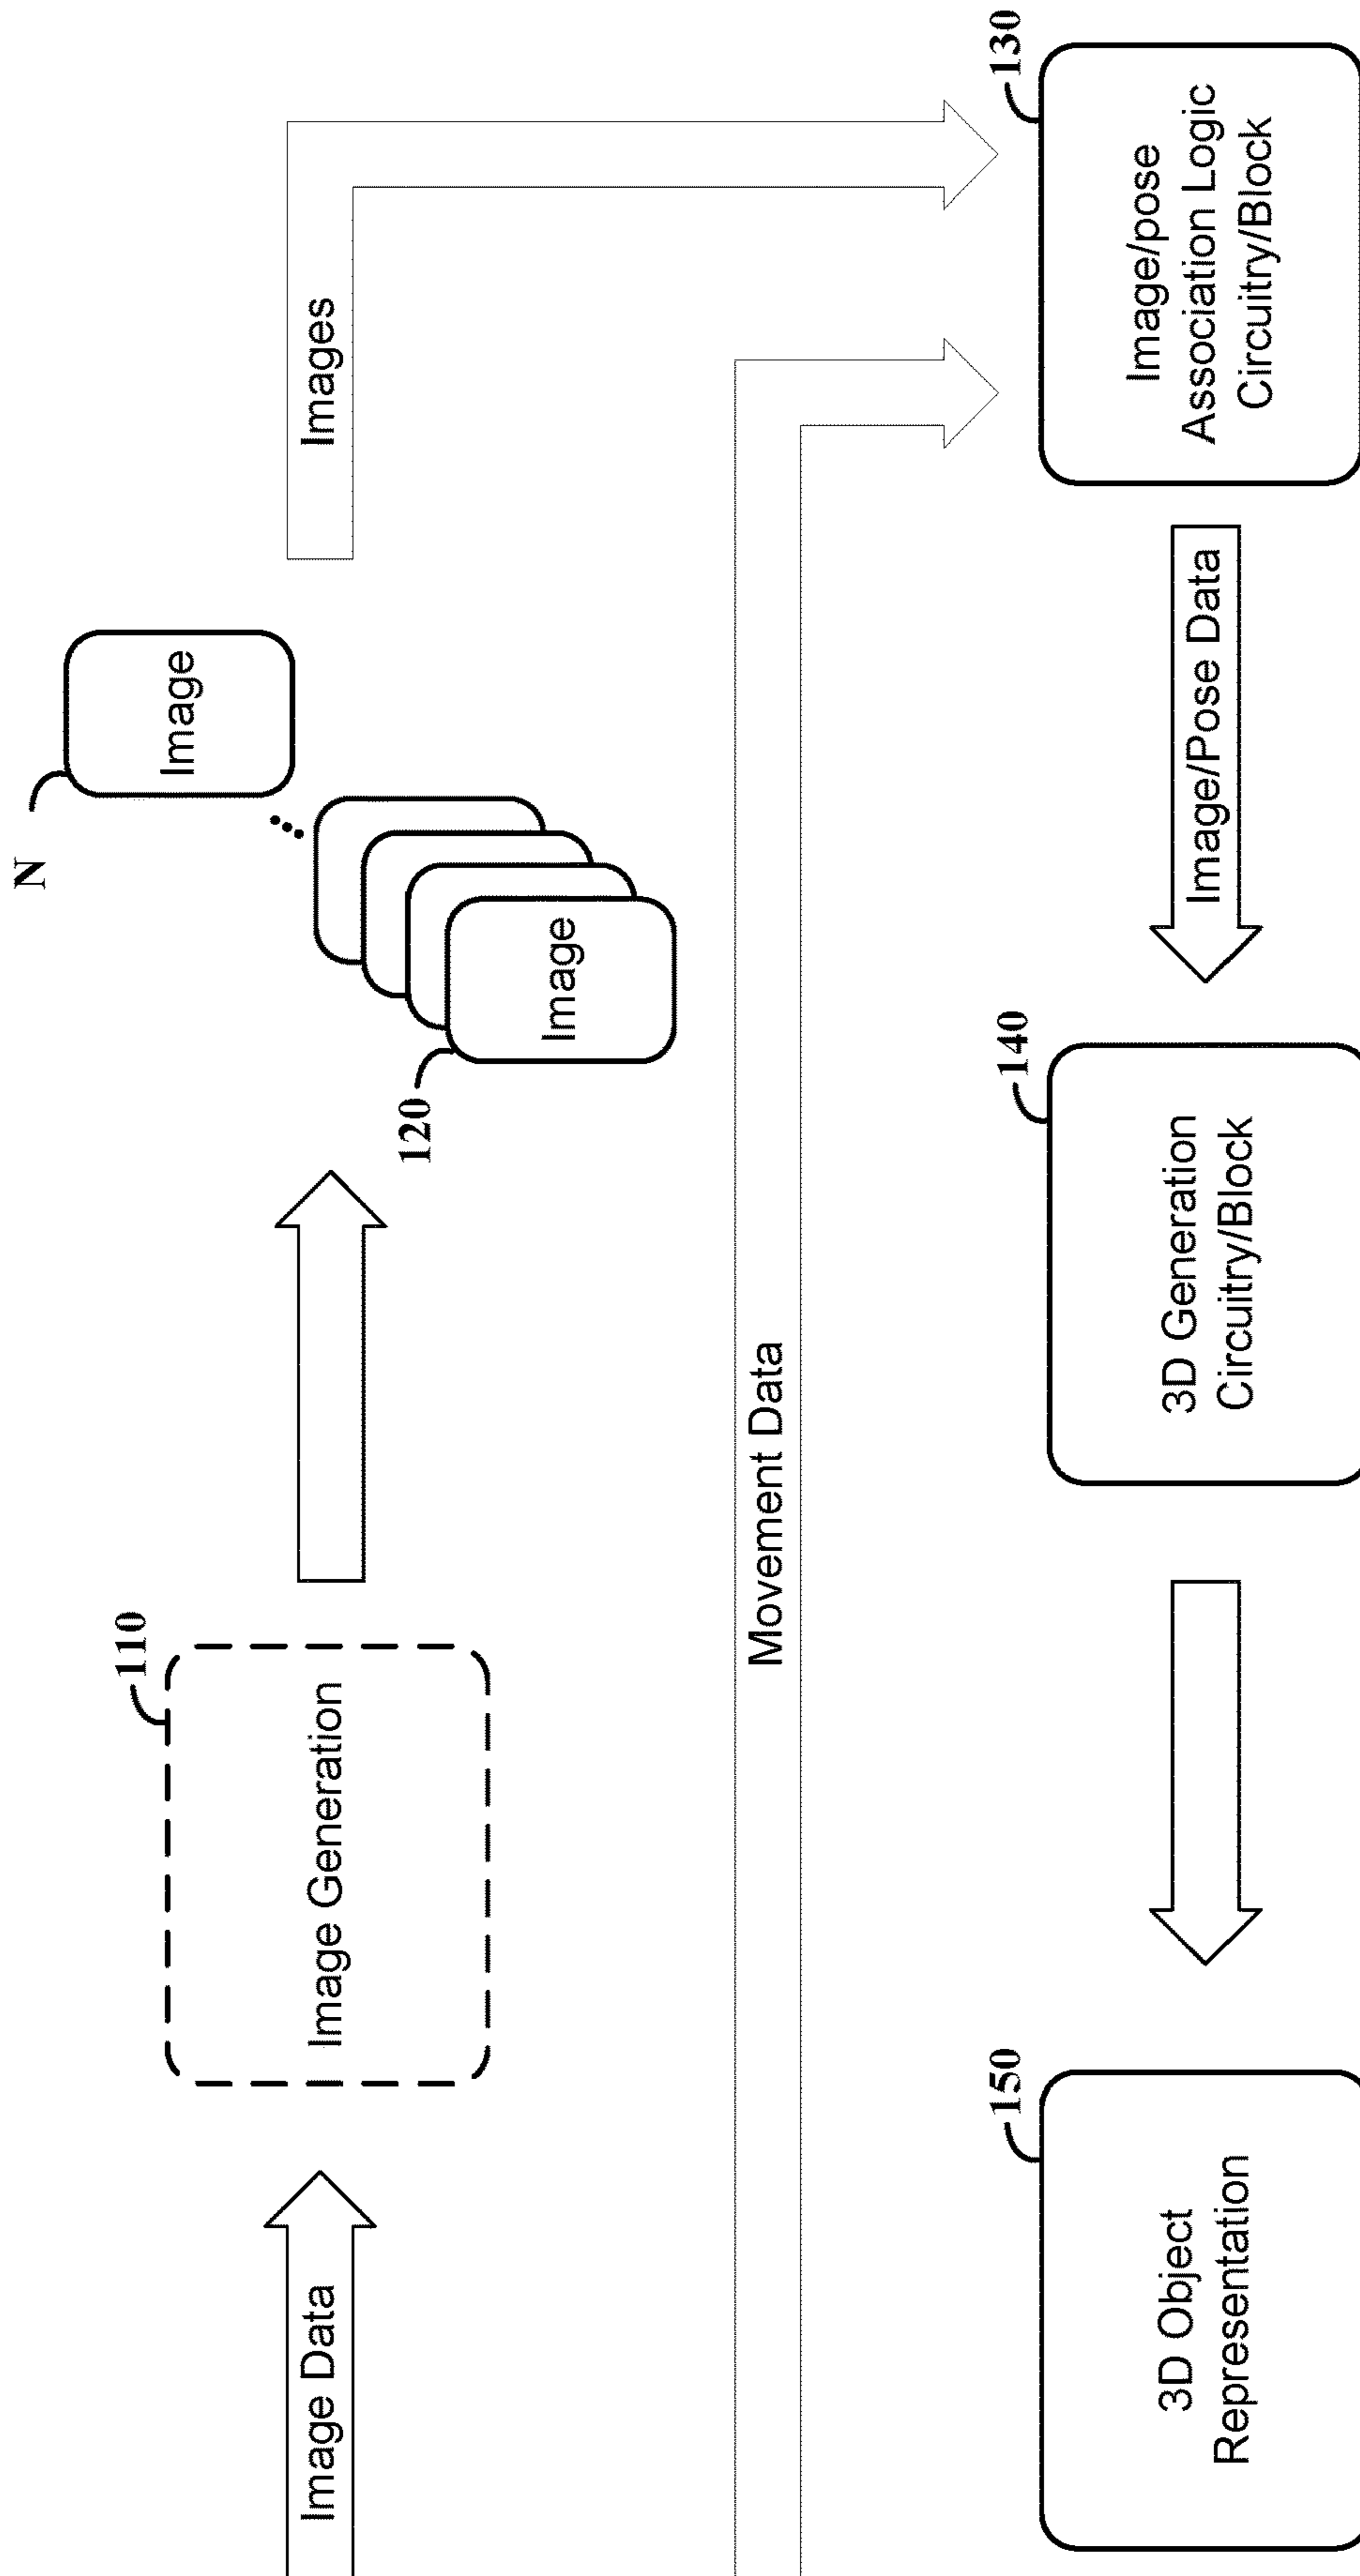 Image Data
110
Image Generation
120
Image
N
Image
Images
Movement Data
130
Image/pose
Association Logic
Circuitry/Block
Image/Pose Data
140
3D Generation
Circuitry/Block
150
3D Object
Representation